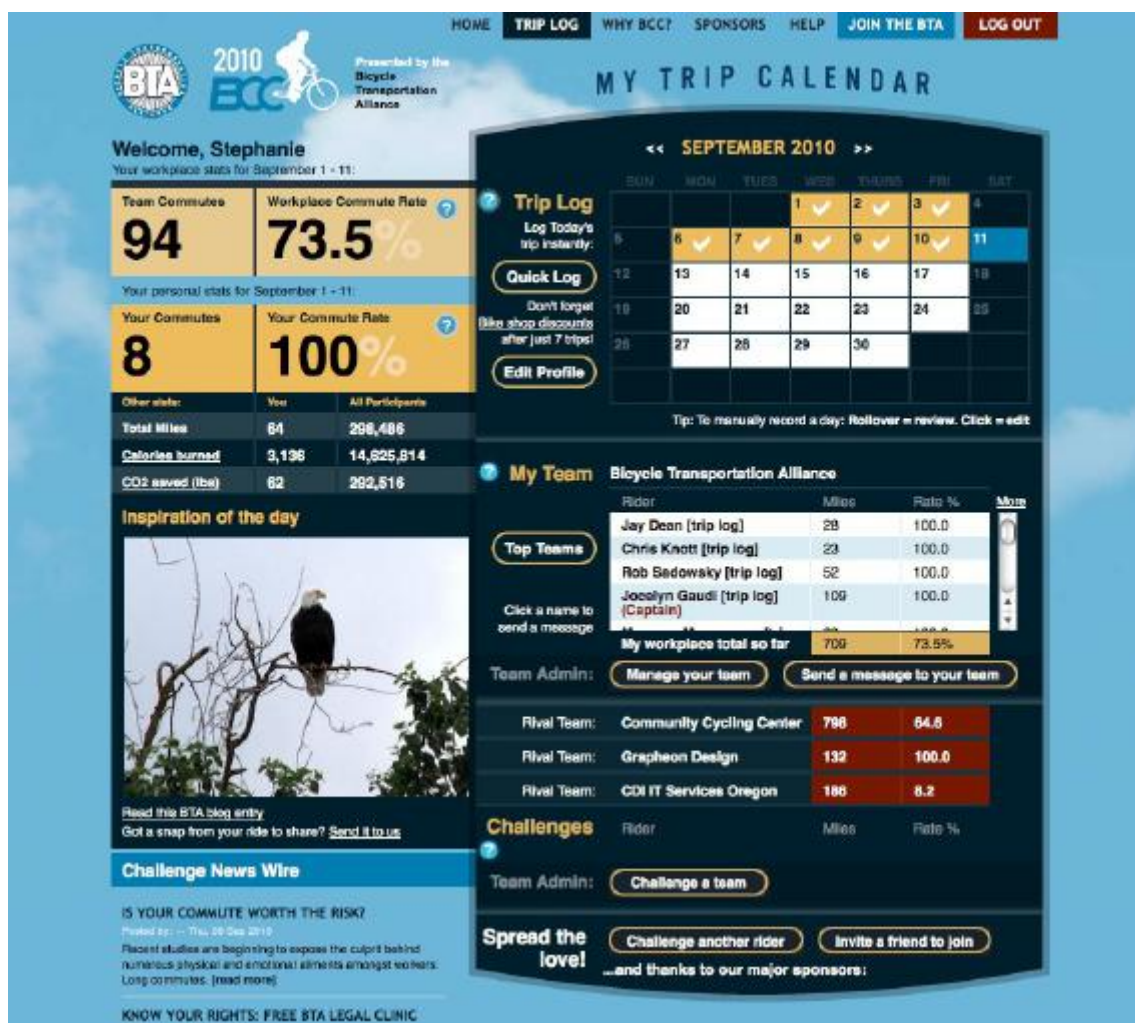 HOME TRIP LOG WHY BCC? SPONSORS HELP JOIN THE BTA LOG OUT
BTA
2010
BCC
Presented by the
Bicycle
Transportation
Alliance
MY TRIP CALENDAR
Welcome, Stephanie
Your workplace stats for September 1 - 11:
Team Commutes Workplace Commute Rate ?
94 73.5%
Your personal stats for September 1 - 11:
Your Commutes Your Commute Rate ?
8 100%
Other stats: You All Participants
Total Miles 64 298,486
Calories burned 3,136 14,625,814
CO2 saved (lbs) 62 292,516
Inspiration of the day
Read this BTA blog entry
Got a snap from your ride to share? Send it to us
Challenge News Wire
IS YOUR COMMUTE WORTH THE RISK?
Recent studies are beginning to expose the culprit behind
numerous physical and emotional ailments amongst workers:
Long commutes. [read more]
KNOW YOUR RIGHTS: FREE BTA LEGAL CLINIC
<< SEPTEMBER 2010 >>
SUN MON TUES WED THURS FRI SAT
1 2 3 4
5 6 7 8 9 10 11
12 13 14 15 16 17 18
19 20 21 22 23 24 25
26 27 28 29 30
? Trip Log
Log Today's
trip instantly:
Quick Log
Don't forget
Bike shop discounts
after just 7 trips!
Edit Profile
Tip: To manually record a day: Rollover = review. Click = edit
? My Team Bicycle Transportation Alliance
Rider Miles Rate % More
Jay Dean [trip log] 28 100.0
Chris Knott [trip log] 23 100.0
Rob Sadowsky [trip log] 52 100.0
Jocelyn Gaudi [trip log] 109 100.0
(Captain)
My workplace total so far 709 73.5%
Top Teams
Click a name to
send a message
Team Admin: Manage your team Send a message to your team
Rival Team: Community Cycling Center 796 64.6
Rival Team: Grapheon Design 132 100.0
Rival Team: CDI IT Services Oregon 186 8.2
Challenges Rider Miles Rate %
?
Team Admin: Challenge a team
Spread the
love!
Challenge another rider Invite a friend to join
...and thanks to our major sponsors: